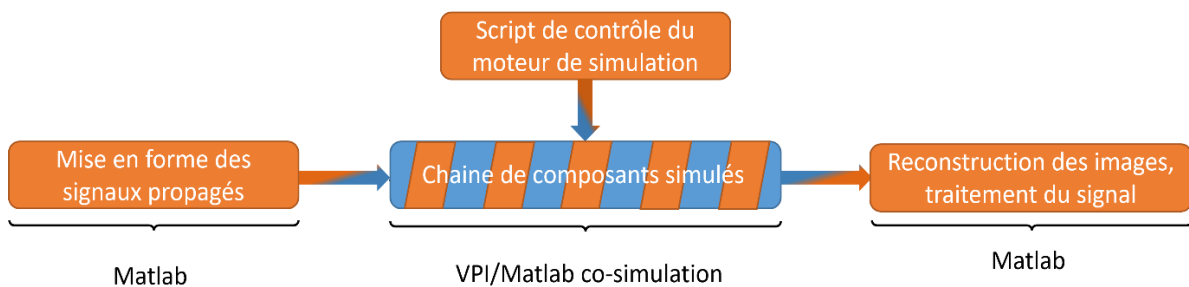 Script de contrôle du
moteur de simulation
Mise en forme des
signaux propagés
Chaine de composants simulés
Reconstruction des images,
traitement du signal
Matlab
VPI/Matlab co-simulation
Matlab